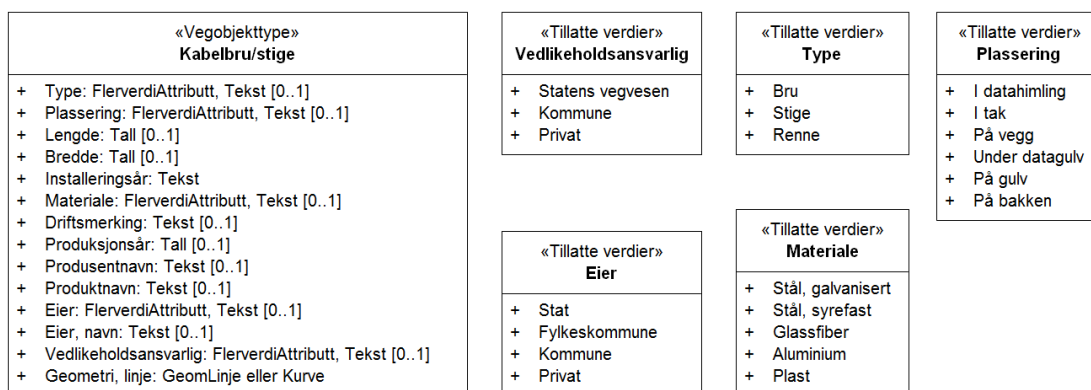 «Vegobjekttype»
Kabelbru/stige
+ Type: FlerverdiAttributt, Tekst [0..1]
+ Plassering: FlerverdiAttributt, Tekst [0..1]
+ Lengde: Tall [0..1]
+ Bredde: Tall [0..1]
+ Installeringsår: Tekst
+ Materiale: FlerverdiAttributt, Tekst [0..1]
+ Driftsmerking: Tekst [0..1]
+ Produksjonsår: Tall [0..1]
+ Produsentnavn: Tekst [0..1]
+ Produktnavn: Tekst [0..1]
+ Eier: FlerverdiAttributt, Tekst [0..1]
+ Eier, navn: Tekst [0..1]
+ Vedlikeholdsansvarlig: FlerverdiAttributt, Tekst [0..1]
+ Geometri, linje: GeomLinje eller Kurve
«Tillatte verdier»
Vedlikeholdsansvarlig
+ Statens vegvesen
+ Kommune
+ Privat
«Tillatte verdier»
Type
+ Bru
+ Stige
+ Renne
«Tillatte verdier»
Plassering
+ I datahimling
+ I tak
+ På vegg
+ Under datagulv
+ På gulv
+ På bakken
«Tillatte verdier»
Eier
+ Stat
+ Fylkeskommune
+ Kommune
+ Privat
«Tillatte verdier»
Materiale
+ Stål, galvanisert
+ Stål, syrefast
+ Glassfiber
+ Aluminium
+ Plast